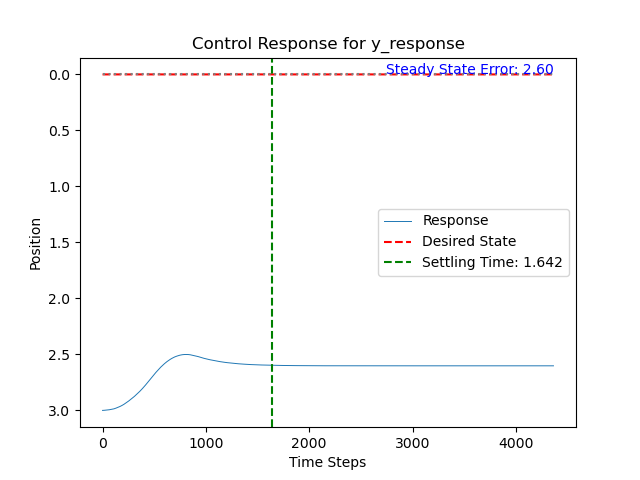 Control Response for y_response
Steady State Error: 2.60
0.0
0.5
1.0
1.5
2.0
2.5
3.0
Position
Response
Desired State
Settling Time: 1.642
0
1000
2000
3000
4000
Time Steps